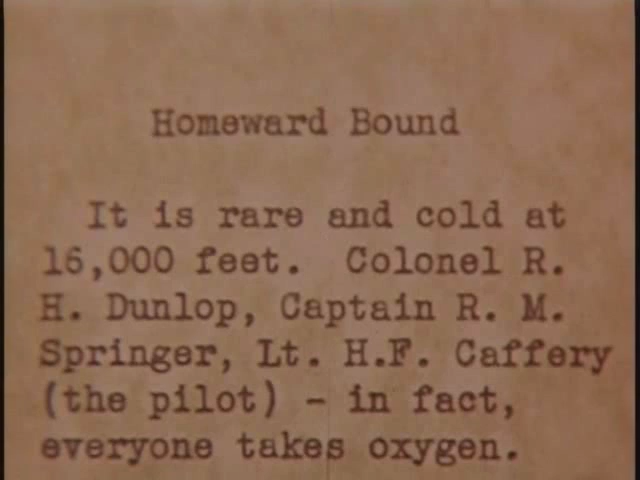 Homeward Bound
It is rare and cold at
16,000 feet. Colonel R.
H. Dunlop, Captain R. M.
Springer, Lt. H.F. Caffery
(the pilot) - in fact,
everyone takes oxygen.